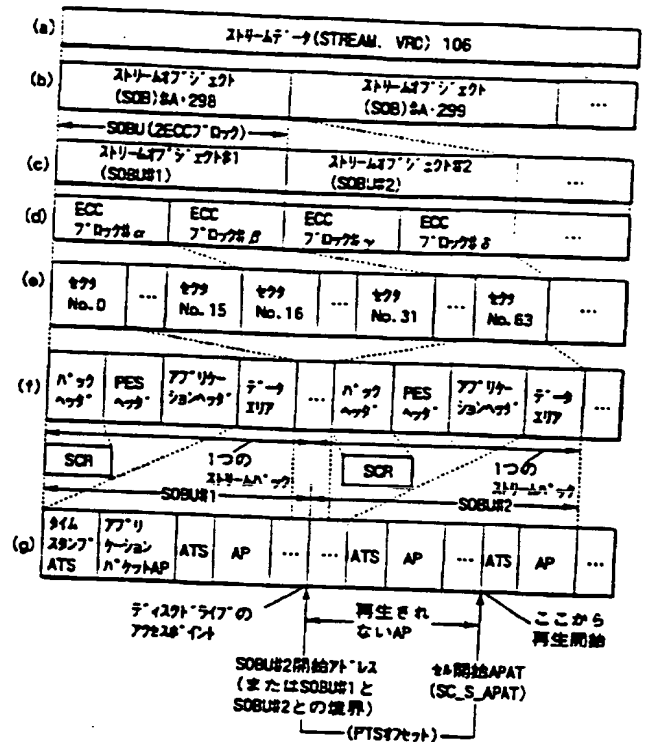 (a) ストリームデータ(STREAM. VRO) 106
(b) ストリームオブジェクト ストリームオブジェクト
(SOB)#A・298 (SOB)#A・299 ...
SOBU(2ECCブロック)
(c) ストリームオブジェクト#1 ストリームオブジェクト#2
(SOBU#1) (SOBU#2) ...
(d) ECC ECC ECC ECC
ブロック#α ブロック#β ブロック#γ ブロック#δ
(e) セクタ ... セクタ セクタ ... セクタ ... セクタ ...
No.0 No.15 No.16 No.31 No.63
(f) パック PES アプリケー データ ... パック PES アプリケー データ ...
ヘッダ ヘッダ ションヘッダ エリア ヘッダ ヘッダ ションヘッダ エリア
SCR 1つの SCR 1つの
ストリームパック ストリームパック
SOBU#1 SOBU#2
(g) タイム アプリ
スタンプ ケーション ATS AP ... ... ATS AP ... ATS AP ...
ATS パケットAP
ディスクドライブの 再生され ここから
アクセスポイント ないAP 再生開始
SOBU#2開始アドレス セル開始APAT
(またはSOBU#1と (SC_S_APAT)
SOBU#2との境界)
(PTSオフセット)